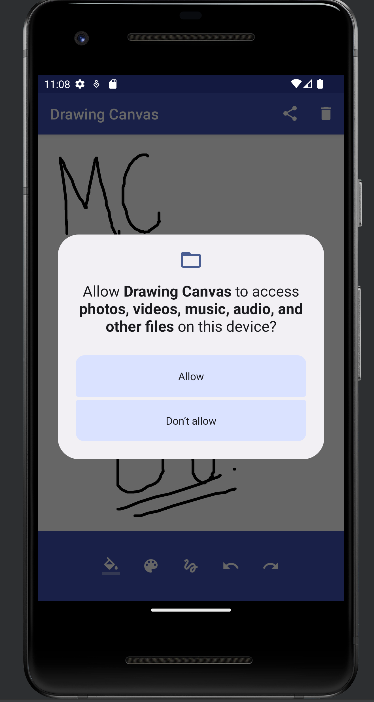 11:08
Drawing Canvas
M.C
Allow Drawing Canvas to access
photos, videos, music, audio, and
other files on this device?
Allow
Don't allow